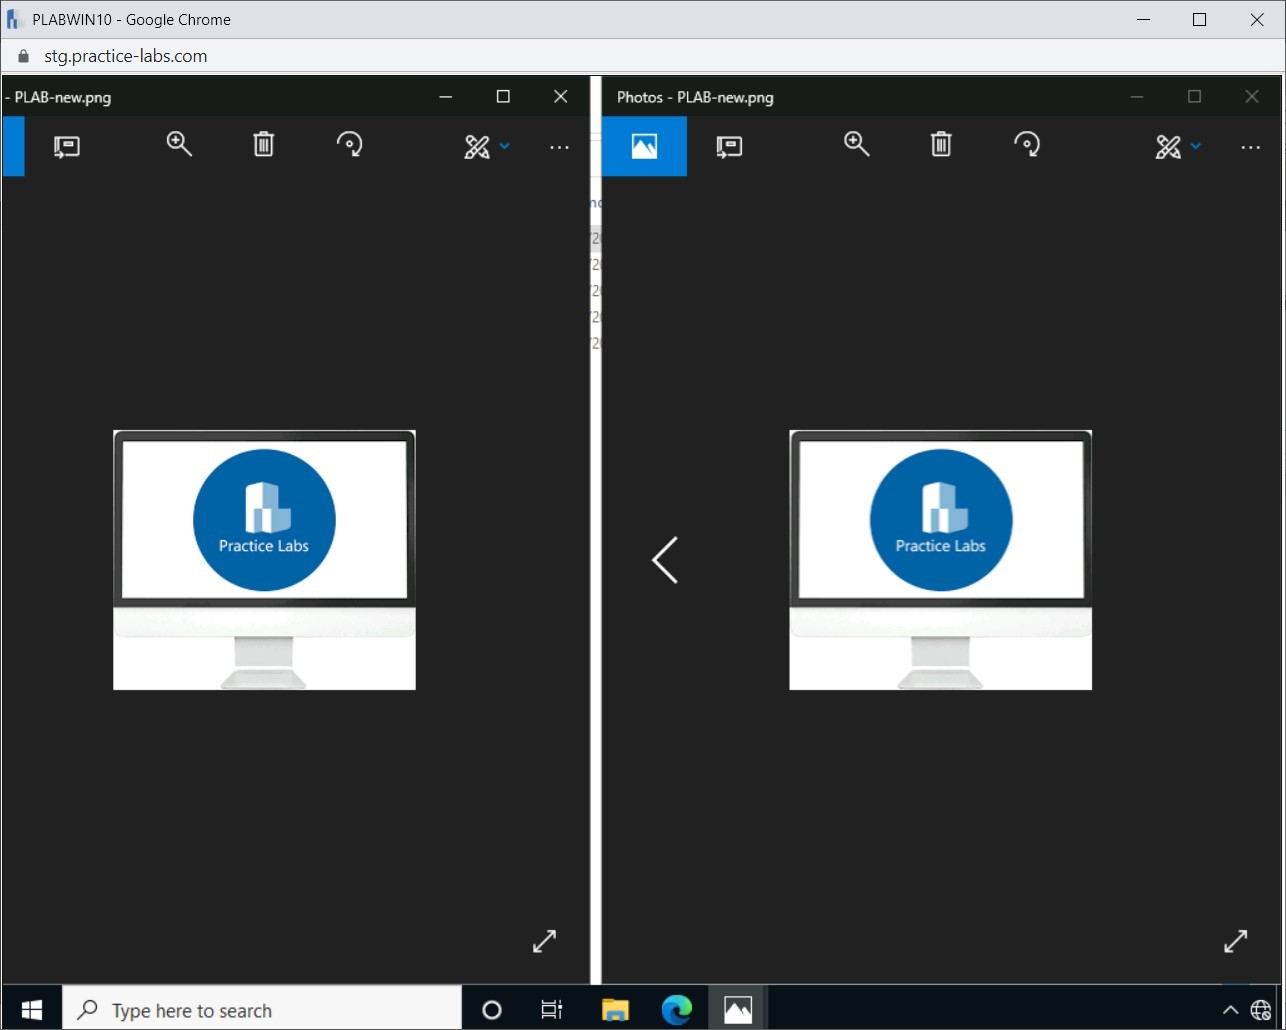 PLABWIN10 - Google Chrome
stg.practice-labs.com
- PLAB-new.png
Photos - PLAB-new.png
Practice Labs
Practice Labs
Type here to search